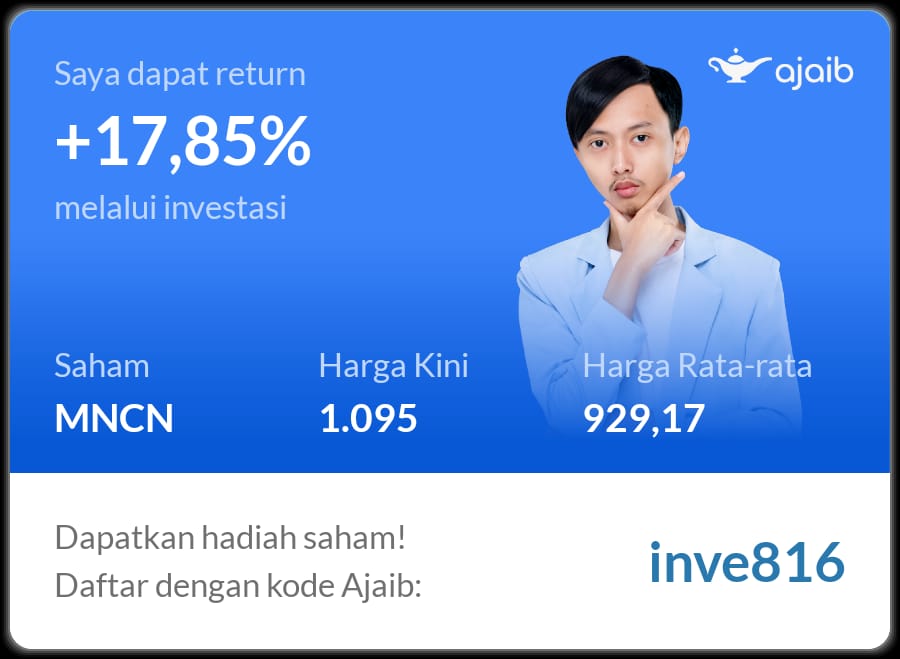 Saya dapat return
ajaib
+17,85%
melalui investasi
Saham
Harga Kini
Harga Rata-rata
MNCN
1.095
929,17
Dapatkan hadiah saham!
Daftar dengan kode Ajaib:
inve816